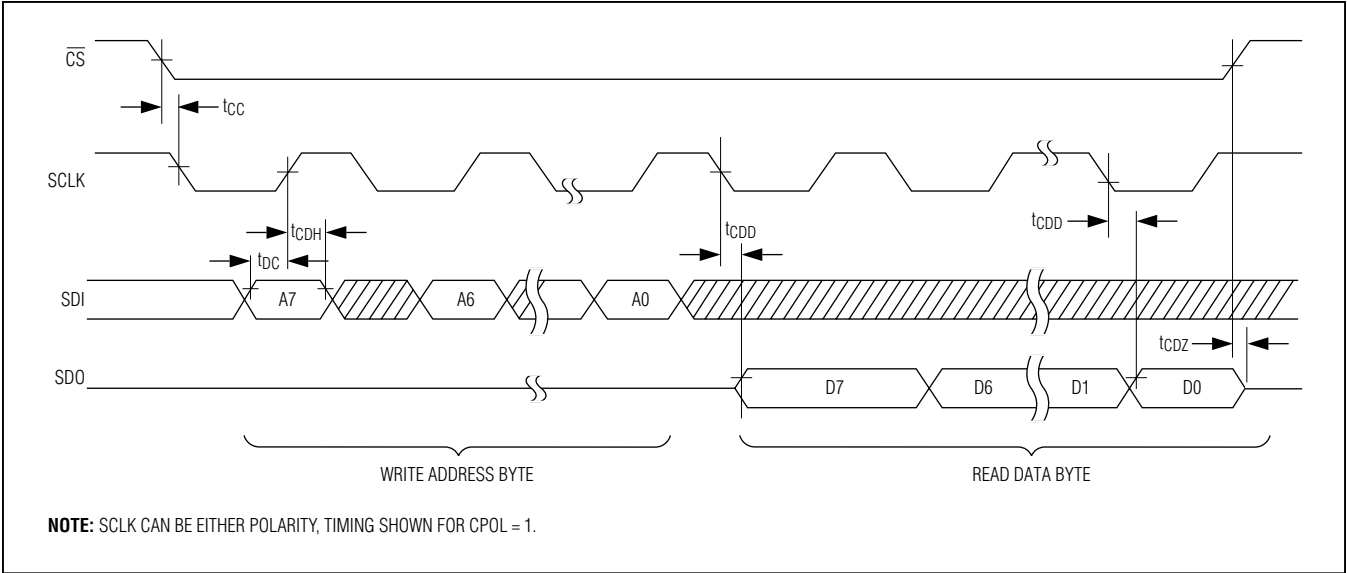 CS
tCC
SCLK
tCDH
tCDD
tCDD
tDC
SDI
A7
A6
A0
tCDZ
SDO
D7
D6
D1
D0
WRITE ADDRESS BYTE
READ DATA BYTE
NOTE: SCLK CAN BE EITHER POLARITY, TIMING SHOWN FOR CPOL = 1.